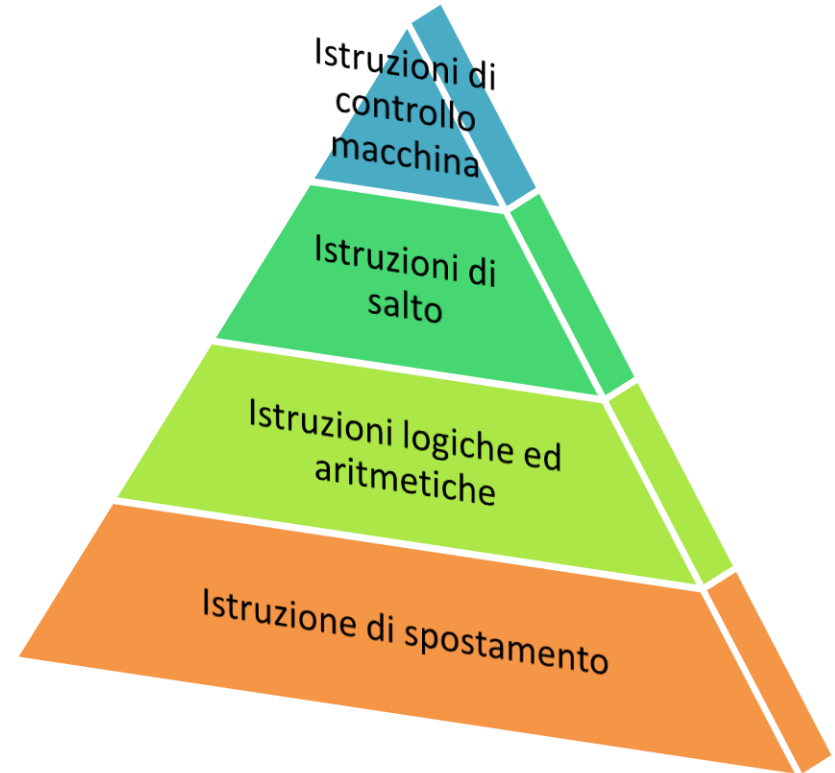 Istruzioni di
controllo
macchina
Istruzioni di
salto
Istruzioni logiche ed
aritmetiche
Istruzione di spostamento